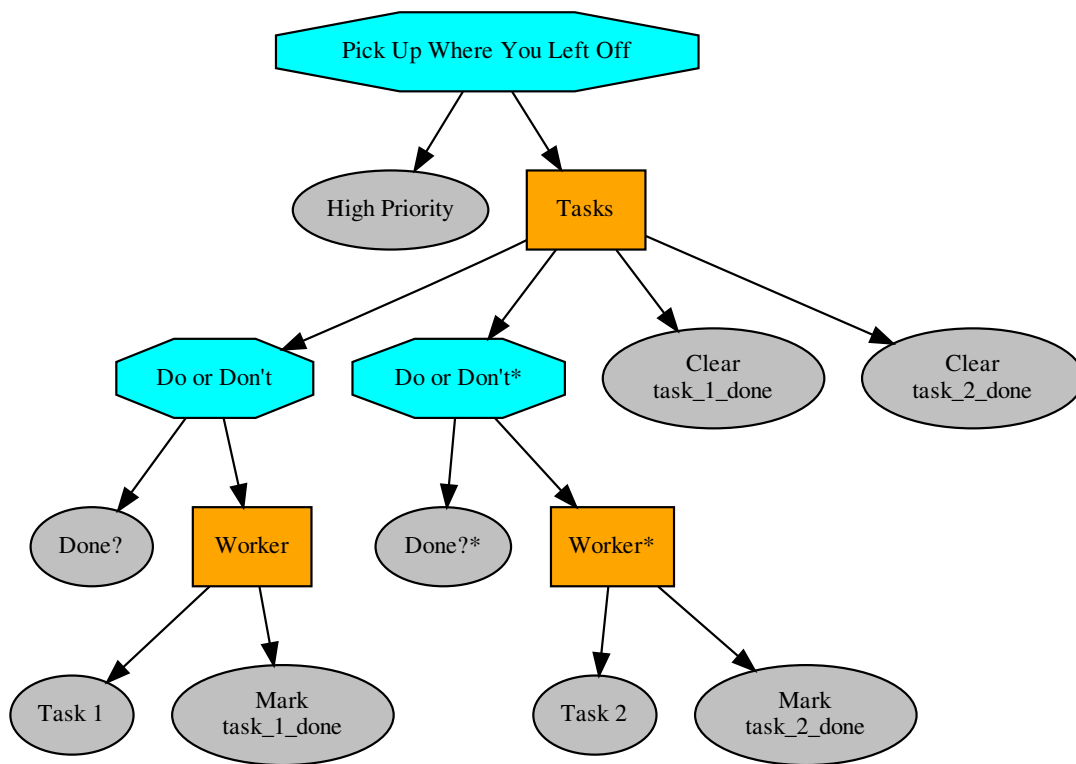 Pick Up Where You Left Off
High Priority
Tasks
Do or Don't
Do or Don't*
Clear
task_1_done
Clear
task_2_done
Done?
Worker
Done?*
Worker*
Task 1
Mark
task_1_done
Task 2
Mark
task_2_done